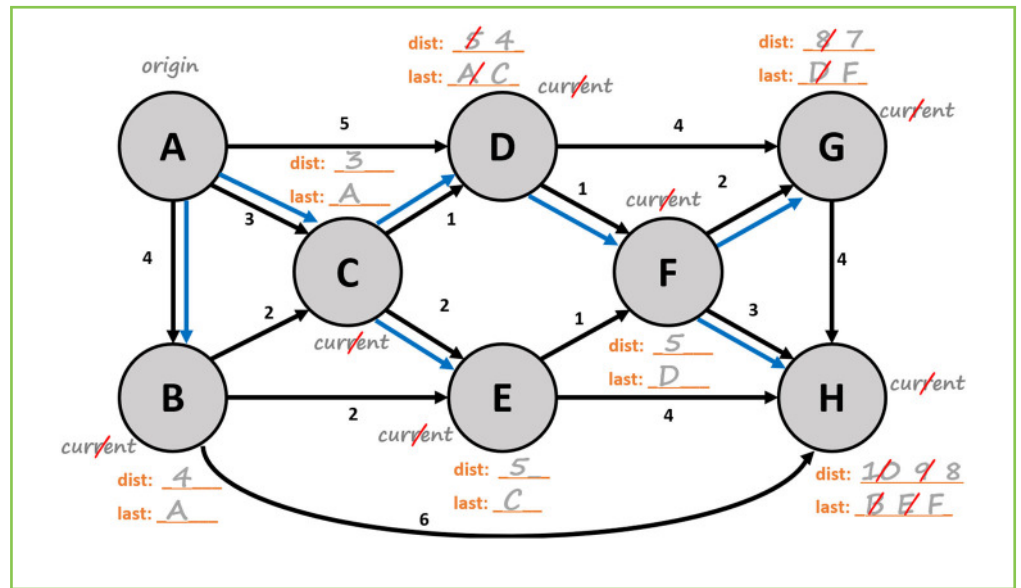 dist: 5 4
last: A C
current
dist: 8 7
last: D F
current
origin
A
5
D
4
G
dist: 3
last: A
3
1
1
current
2
4
C
F
4
2
2
1
3
current
dist: 5
last: D
B
2
E
4
H
current
current
current
dist: 4
last: A
dist: 5
last: C
dist: 10 9 8
last: B E F
6